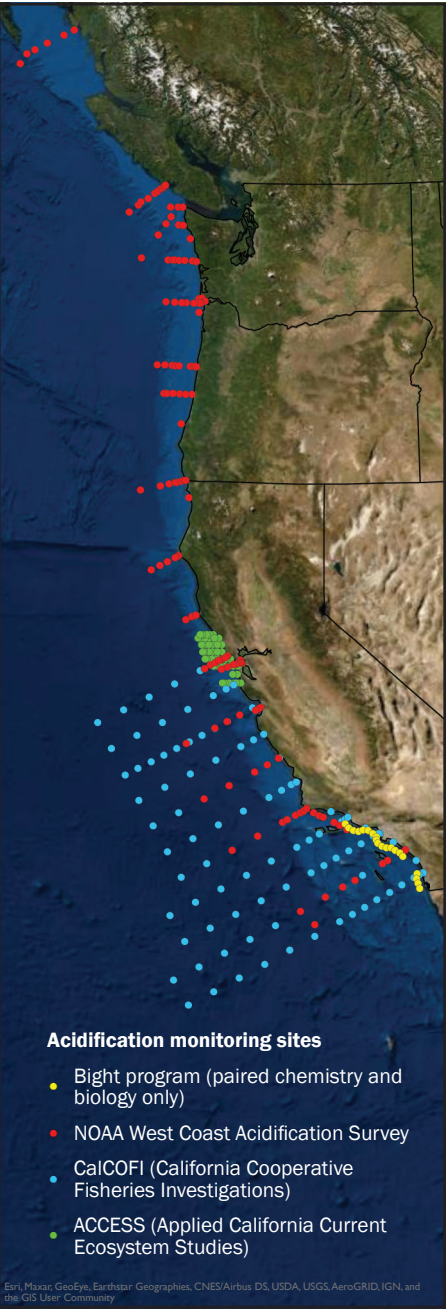 Acidification monitoring sites
Bight program (paired chemistry and
biology only)
NOAA West Coast Acidification Survey
CalCOFI (California Cooperative
Fisheries Investigations)
ACCESS (Applied California Current
Ecosystem Studies)
Esri, Maxar, GeoEye, Earthstar Geographies, CNES/Airbus DS, USDA, USGS, AeroGRID, IGN, and
the GIS User Community